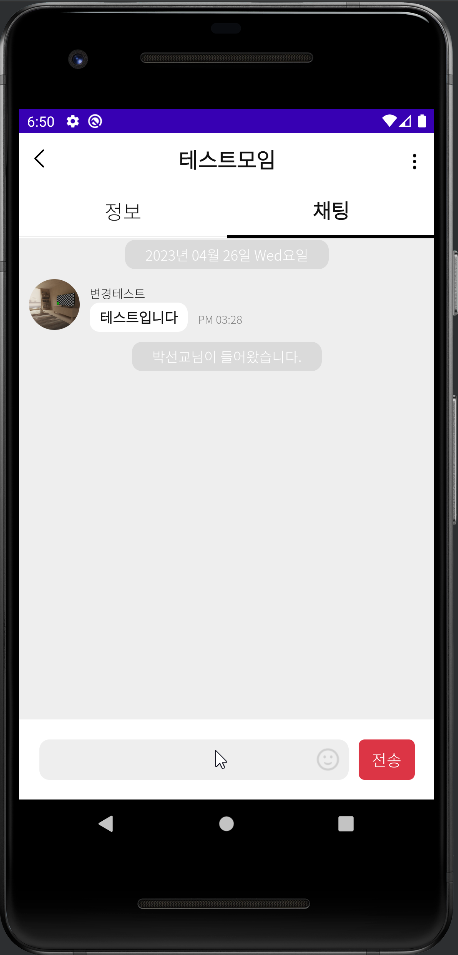 6:50
테스트모임
정보
채팅
2023년 04월 26일 Wed요일
변경테스트
테스트입니다
PM 03:28
박선교님이 들어왔습니다.
전송